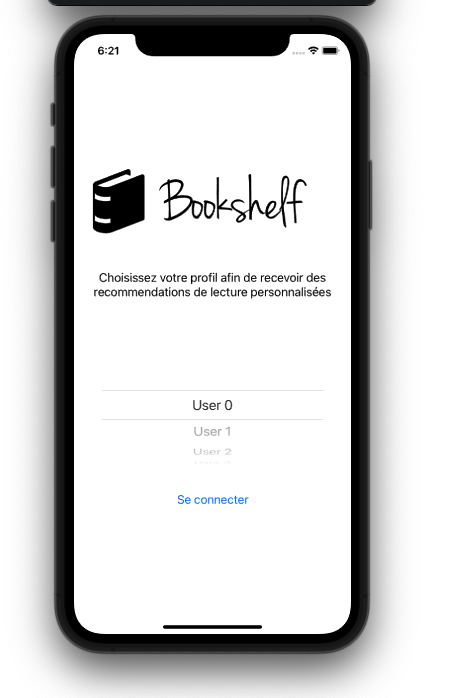 6:21
Bookshelf
Choisissez votre profil afin de recevoir des
recommendations de lecture personnalisées
User 0
User 1
User 2
Se connecter